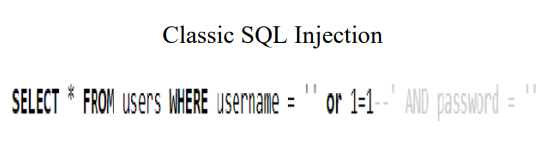 Classic SQL Injection
SELECT * FROM users WHERE username = '' or 1=1--' AND password = ''